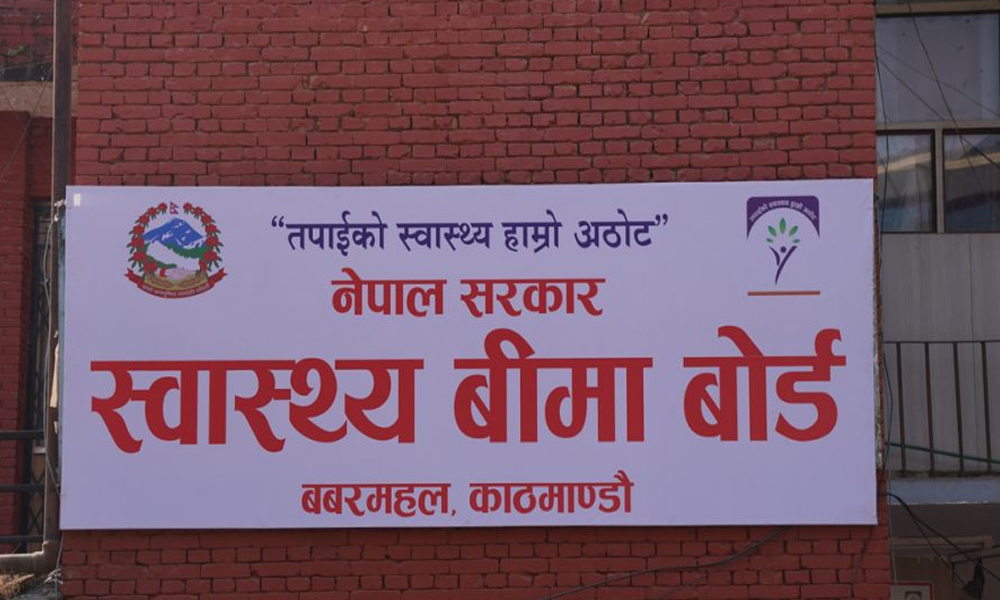 “तपाईको स्वास्थ्य हाम्रो अठोट”
नेपाल सरकार
स्वास्थ्य बीमा बोर्ड
बबरमहल, काठमाण्डौ